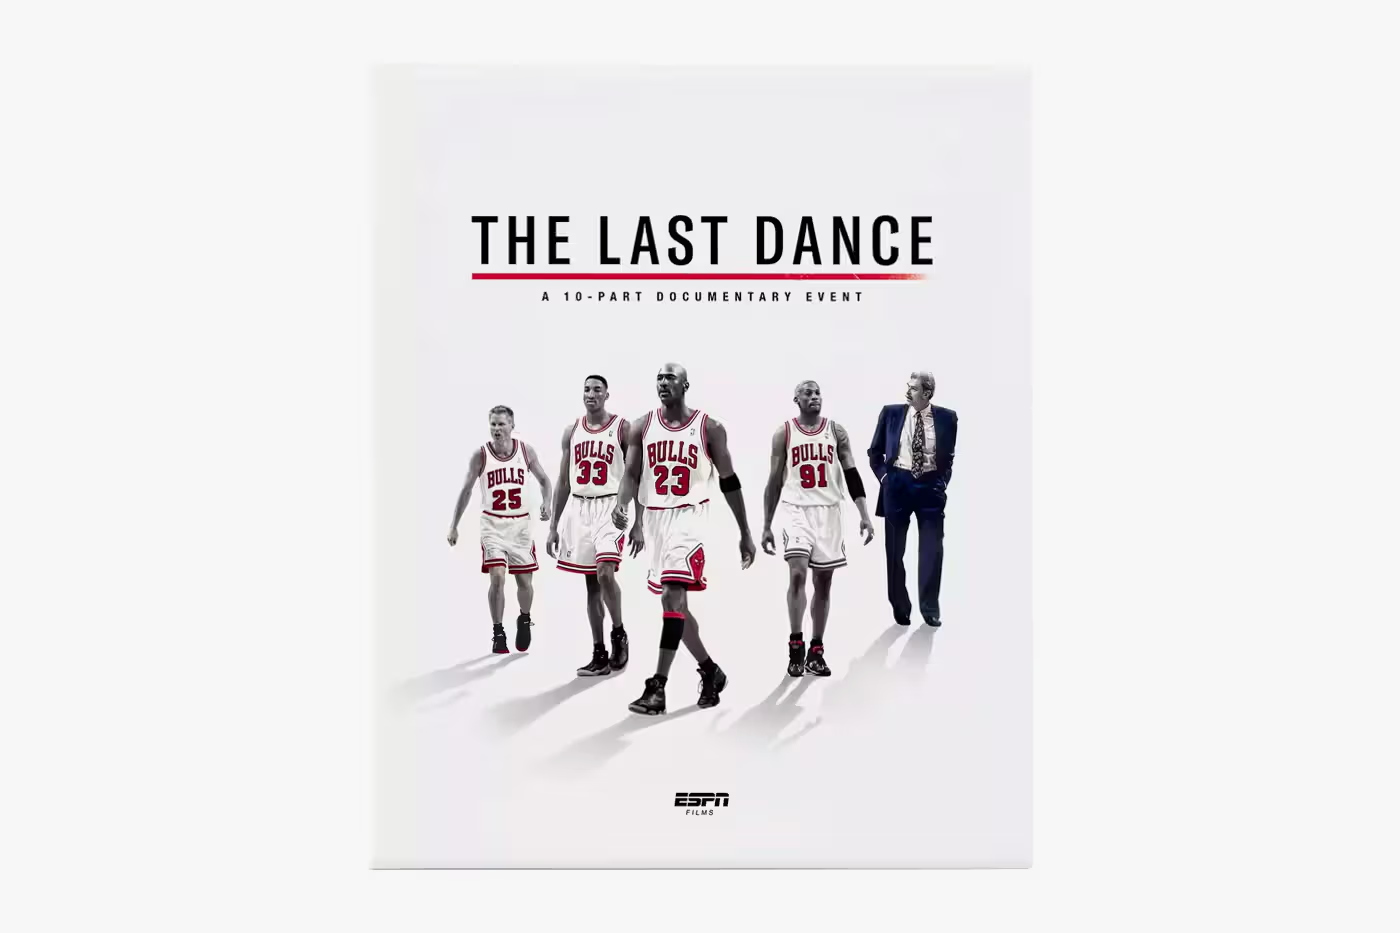 THE LAST DANCE
A 10-PART DOCUMENTARY EVENT
BULLS
25
BULLS
33
BULLS
23
BULLS
91
ESPN
FILMS